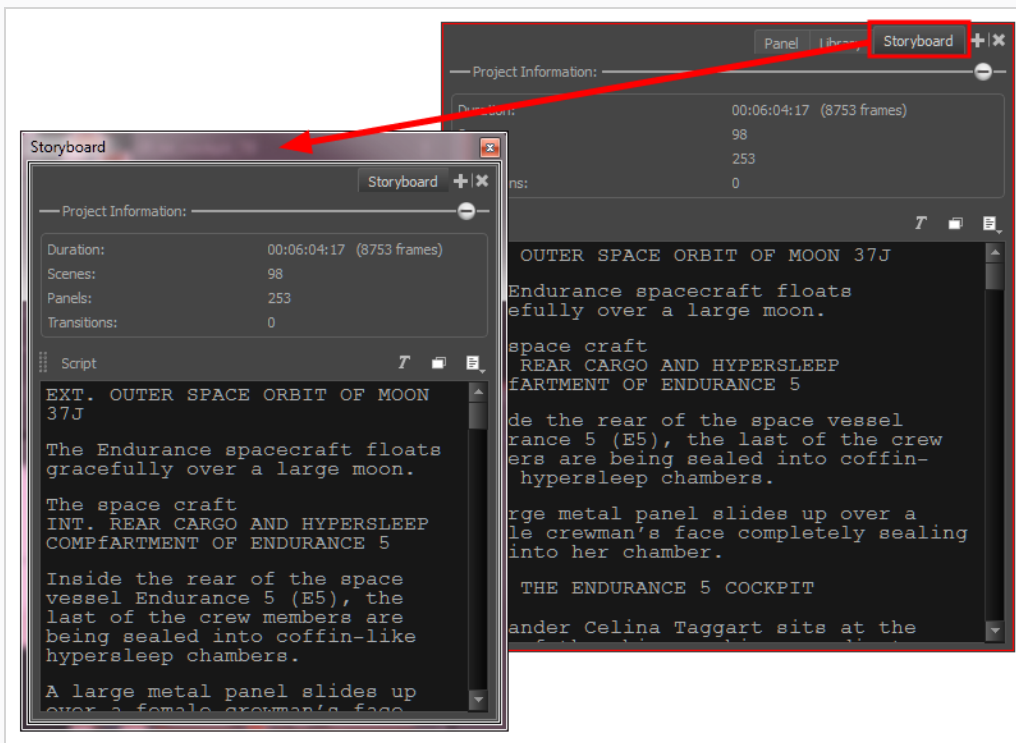 Panel Library Storyboard
Project Information:
Duration: 00:06:04:17 (8753 frames)
98
253
ns: 0
T
OUTER SPACE ORBIT OF MOON 37J
Endurance spacecraft floats
efully over a large moon.
space craft
REAR CARGO AND HYPERSLEEP
fARTMENT OF ENDURANCE 5
de the rear of the space vessel
rance 5 (E5), the last of the crew
ers are being sealed into coffin-
hypersleep chambers.
rge metal panel slides up over a
le crewman's face completely sealing
into her chamber.
THE ENDURANCE 5 COCKPIT
ander Celina Taggart sits at the
Storyboard
Storyboard
Project Information:
Duration: 00:06:04:17 (8753 frames)
Scenes: 98
Panels: 253
Transitions: 0
Script T
EXT. OUTER SPACE ORBIT OF MOON
37J
The Endurance spacecraft floats
gracefully over a large moon.
The space craft
INT. REAR CARGO AND HYPERSLEEP
COMPfARTMENT OF ENDURANCE 5
Inside the rear of the space
vessel Endurance 5 (E5), the
last of the crew members are
being sealed into coffin-like
hypersleep chambers.
A large metal panel slides up
over a female crewman's face